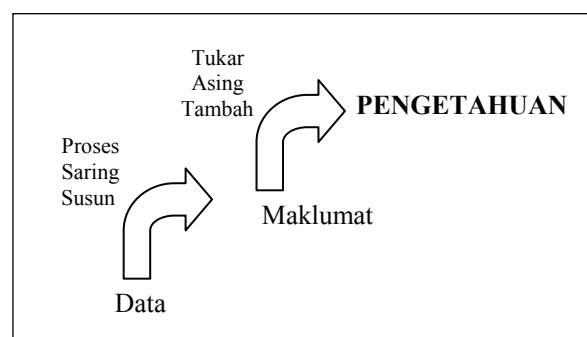 Tukar
Asing
Tambah
PENGETAHUAN
Proses
Saring
Susun
Maklumat
Data